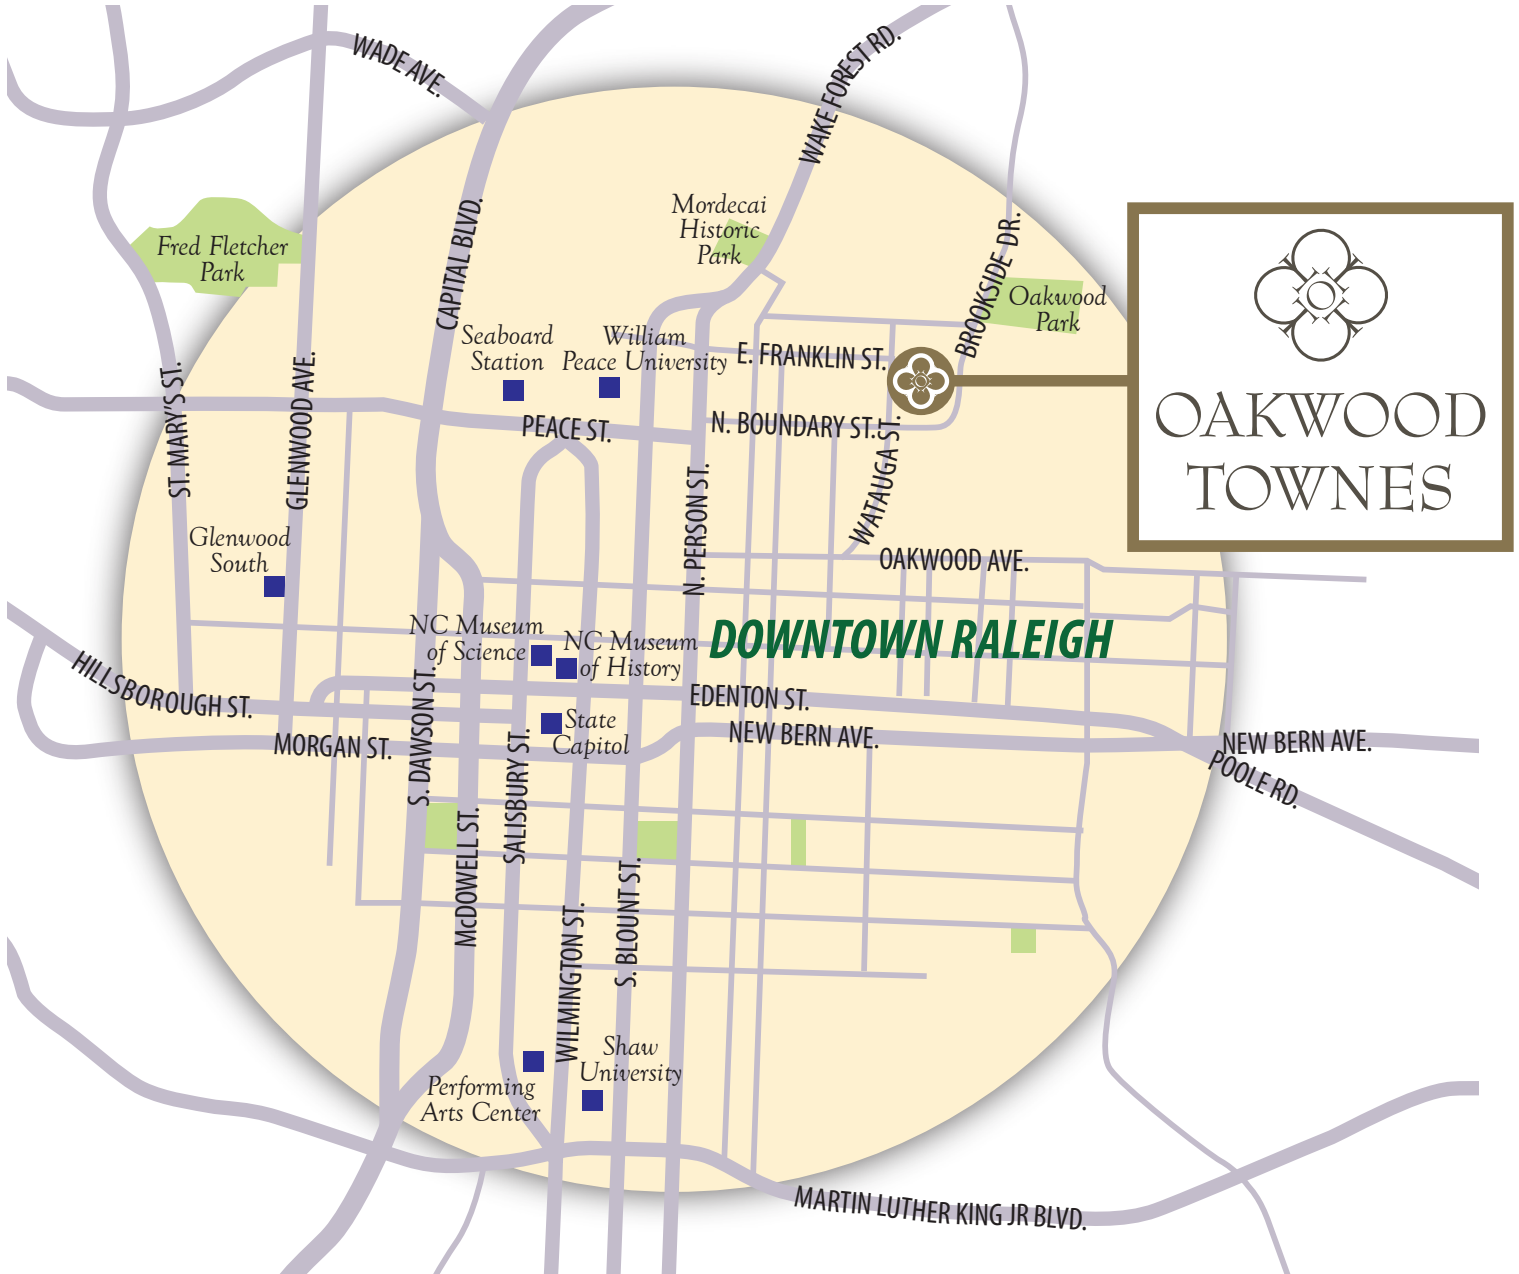 WADE AVE.
WAKE FOREST RD.
CAPITAL BLVD.
Mordecai
Historic
Park
Fred Fletcher
Park
BROOKSIDE DR.
Oakwood
Park
Seaboard
Station
William
Peace University
E. FRANKLIN ST.
OAKWOOD
TOWNES
ST. MARY'S ST.
GLENWOOD AVE.
PEACE ST.
N. BOUNDARY ST.
WATAUGA ST.
N. PERSON ST.
Glenwood
South
OAKWOOD AVE.
NC Museum
of Science
NC Museum
of History
DOWNTOWN RALEIGH
HILLSBOROUGH ST.
EDENTON ST.
State
Capitol
MORGAN ST.
NEW BERN AVE.
NEW BERN AVE.
POOLE RD.
S. DAWSON ST.
SALISBURY ST.
McDOWELL ST.
S. BLOUNT ST.
WILMINGTON ST.
Shaw
University
Performing
Arts Center
MARTIN LUTHER KING JR BLVD.